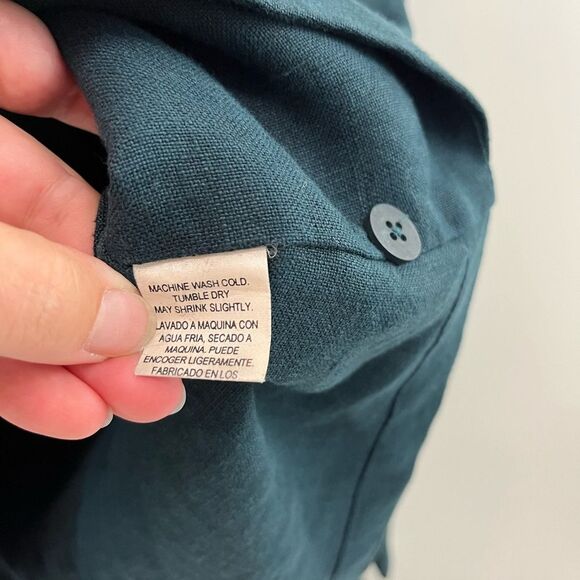 MACHINE WASH COLD.
TUMBLE DRY
MAY SHRINK SLIGHTLY.
LAVADO A MAQUINA CON
AGUA FRIA, SECADO A
MAQUINA. PUEDE
ENCOGER LIGERAMENTE.
FABRICADO EN LOS